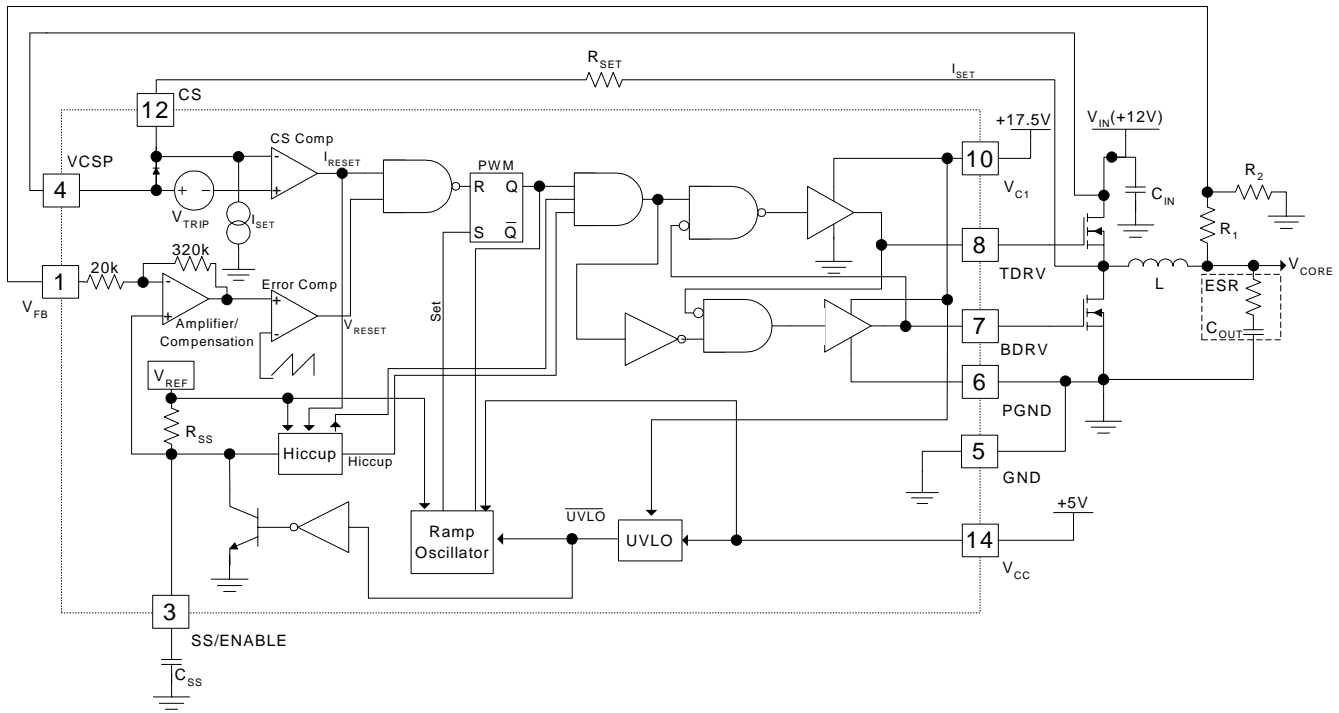 R_SET
I_SET
12 CS
+17.5V
V_IN(+12V)
CS Comp
VCSP
I_RESET
10
PWM
R_2
4
+ -
- +
R Q
V_C1
C_IN
V_TRIP
I_SET
S Q̅
R_1
320k
8
TDRV
20k
1
Error Comp
V_CORE
L
V_FB
- +
+ -
ESR
Amplifier/
Compensation
V_RESET
Set
7
C_OUT
BDRV
V_REF
6
PGND
R_SS
Hiccup
Hiccup
5
GND
+5V
U̅V̅L̅O̅
Ramp
Oscillator
UVLO
14
V_CC
3
SS/ENABLE
C_SS